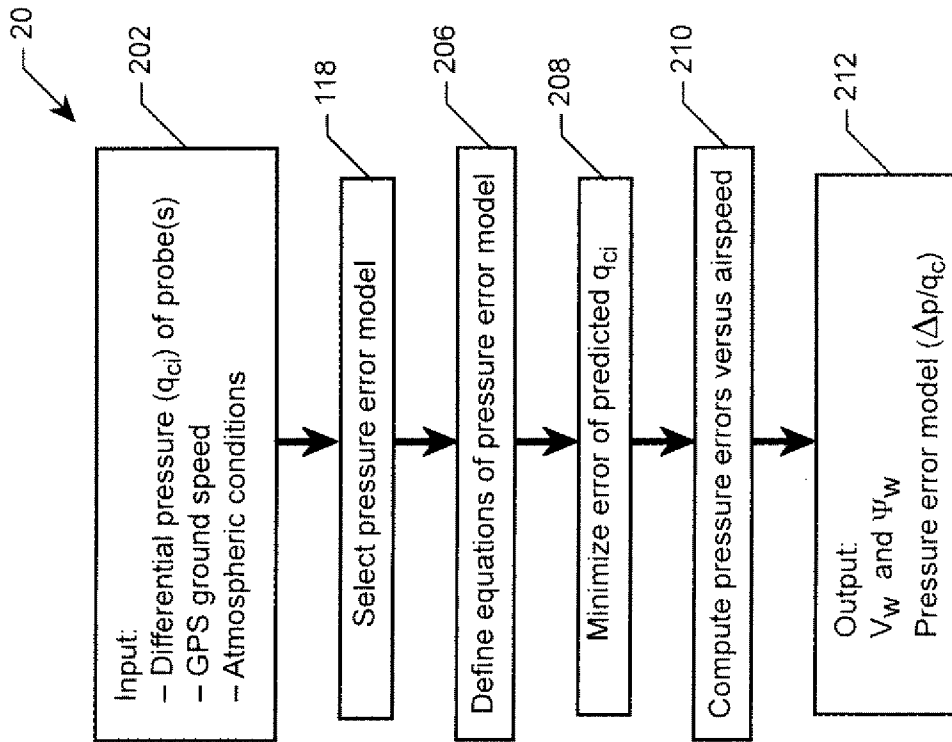 20
202
Input:
– Differential pressure (qci) of probe(s)
– GPS ground speed
– Atmospheric conditions
118
Select pressure error model
206
Define equations of pressure error model
208
Minimize error of predicted qci
210
Compute pressure errors versus airspeed
212
Output:
Vw and Ψw
Pressure error model (Δp/qc)